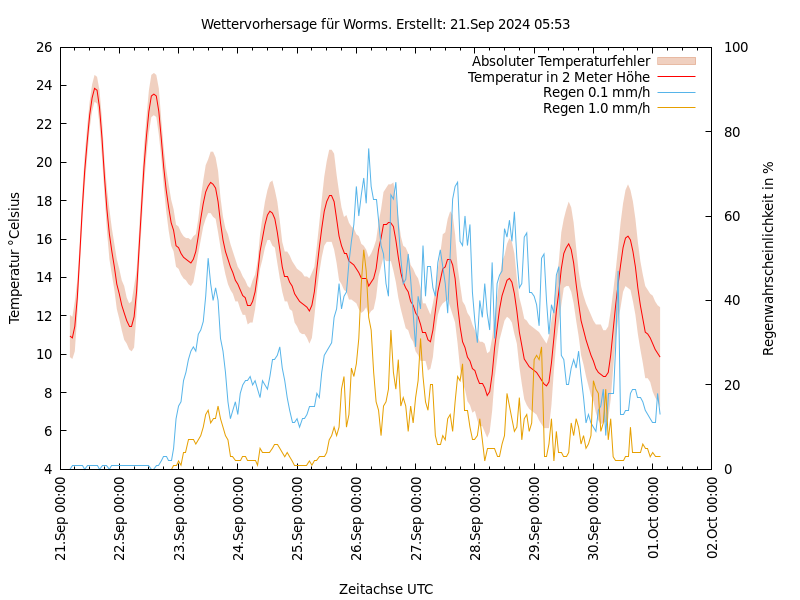 Wettervorhersage für Worms. Erstellt: 21.Sep 2024 05:53
Absoluter Temperaturfehler
Temperatur in 2 Meter Höhe
Regen 0.1 mm/h
Regen 1.0 mm/h
Temperatur °Celsius
26
24
22
20
18
16
14
12
10
8
6
4
100
80
60
40
20
0
Regenwahrscheinlichkeit in %
21.Sep 00:00
22.Sep 00:00
23.Sep 00:00
24.Sep 00:00
25.Sep 00:00
26.Sep 00:00
27.Sep 00:00
28.Sep 00:00
29.Sep 00:00
30.Sep 00:00
01.Oct 00:00
02.Oct 00:00
Zeitachse UTC